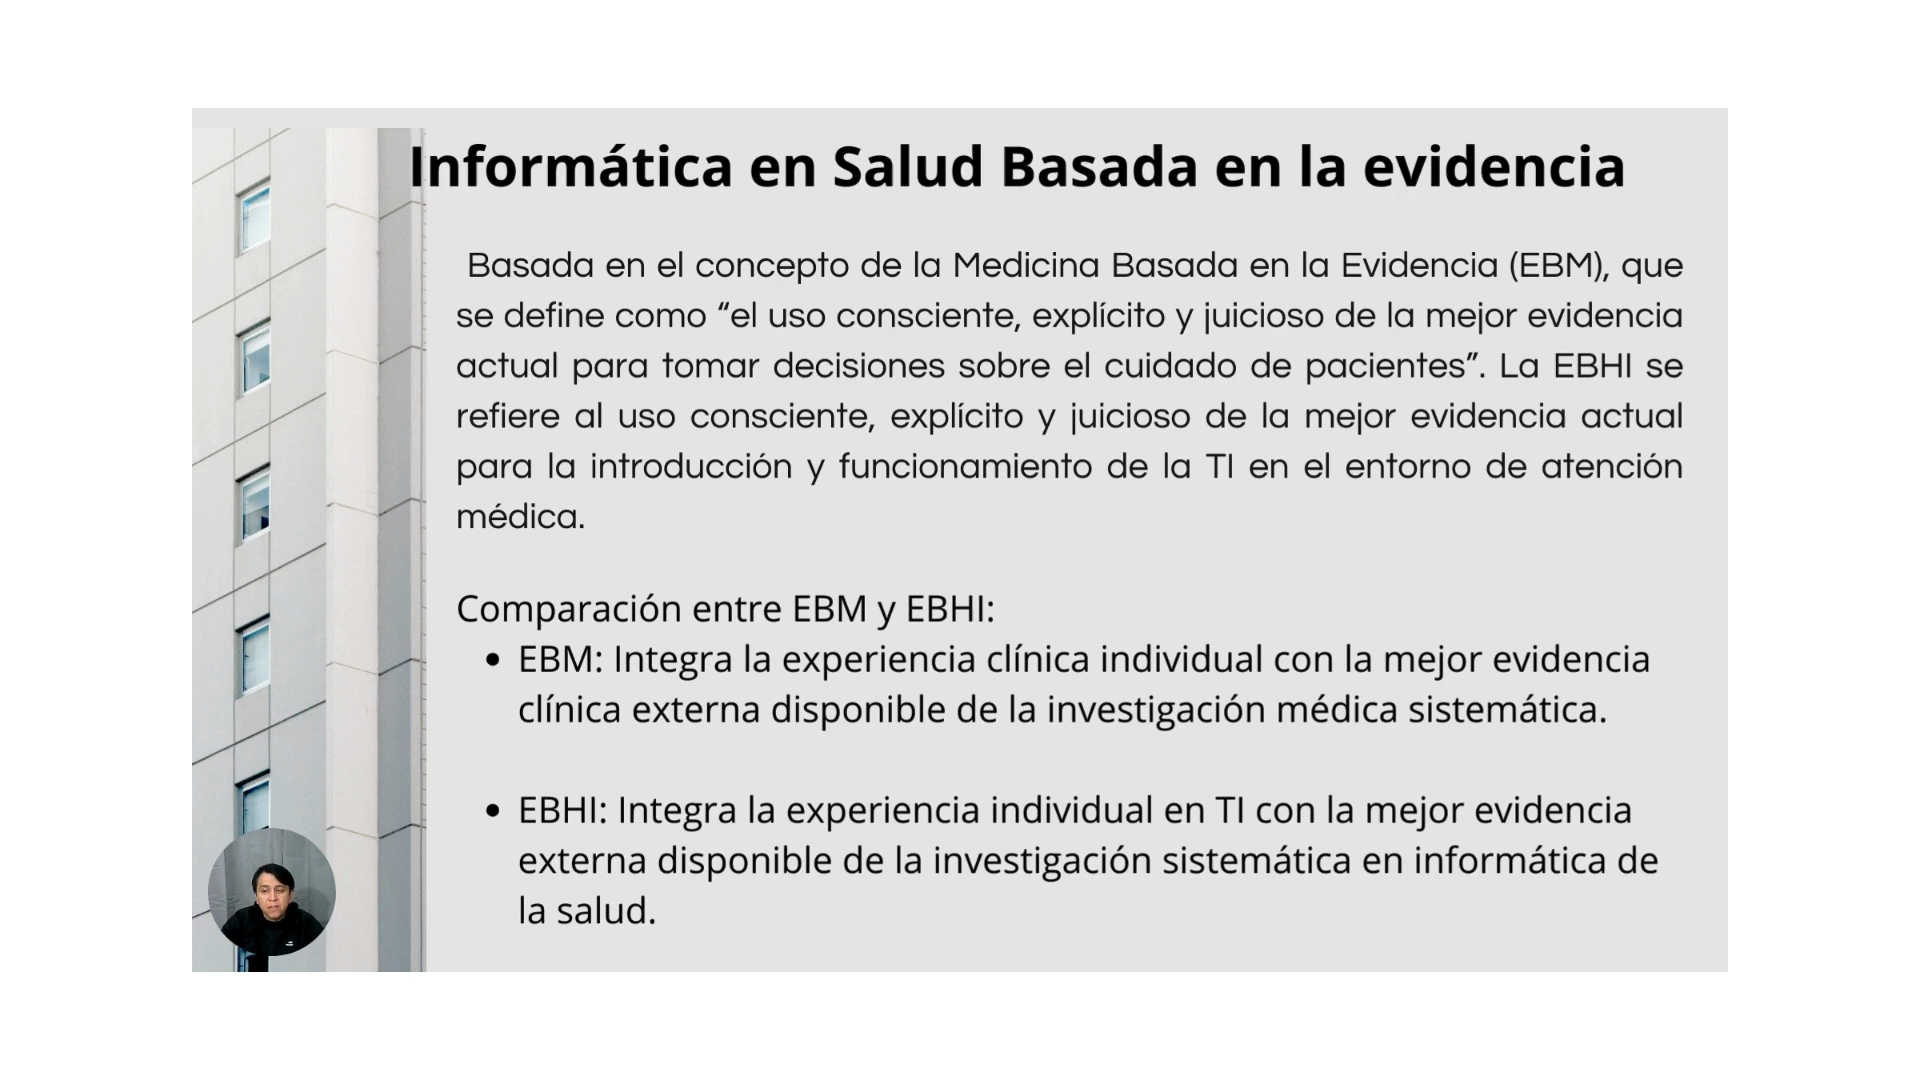 Informática en Salud Basada en la evidencia
Basada en el concepto de la Medicina Basada en la Evidencia (EBM), que
se define como “el uso consciente, explícito y juicioso de la mejor evidencia
actual para tomar decisiones sobre el cuidado de pacientes”. La EBHI se
refiere al uso consciente, explícito y juicioso de la mejor evidencia actual
para la introducción y funcionamiento de la TI en el entorno de atención
médica.
Comparación entre EBM y EBHI:
• EBM: Integra la experiencia clínica individual con la mejor evidencia
clínica externa disponible de la investigación médica sistemática.
• EBHI: Integra la experiencia individual en TI con la mejor evidencia
externa disponible de la investigación sistemática en informática de
la salud.